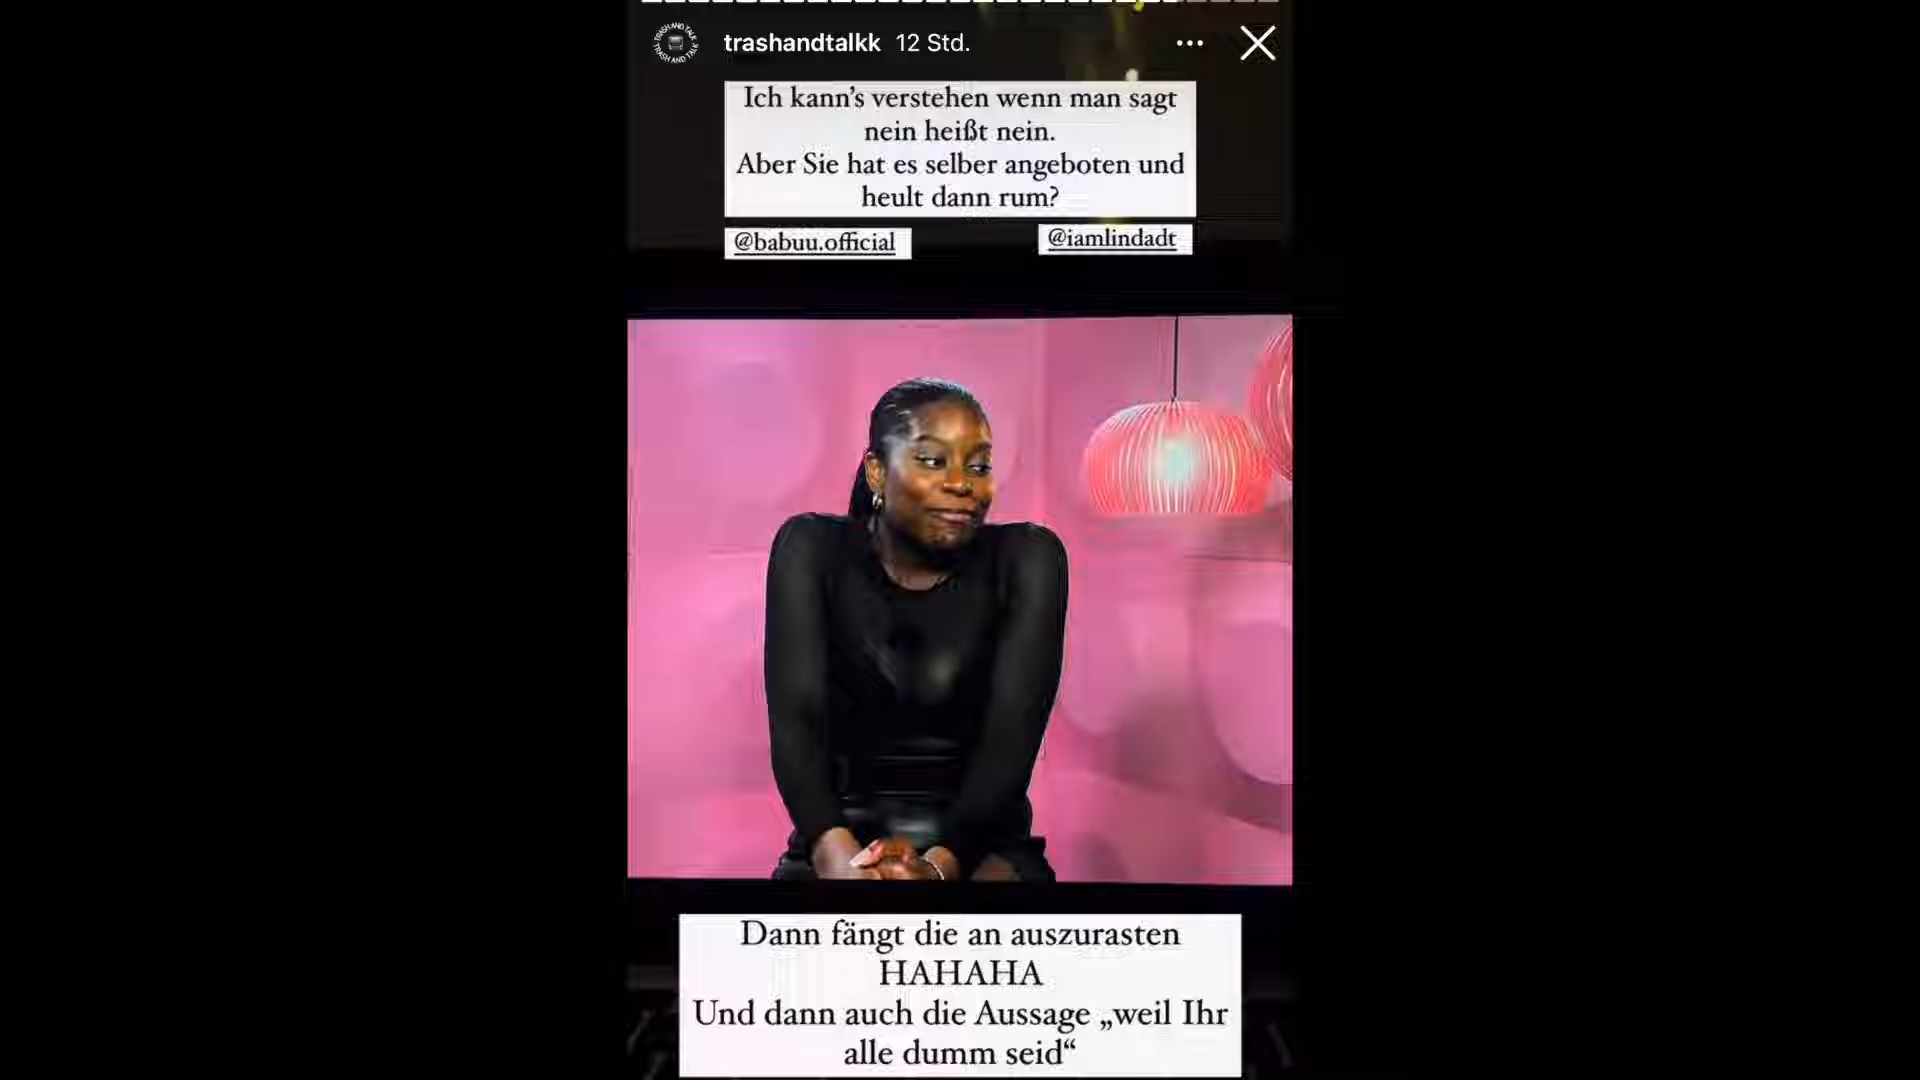 trashandtalkk 12 Std.
Ich kann’s verstehen wenn man sagt
nein heißt nein.
Aber Sie hat es selber angeboten und
heult dann rum?
@babuu.official
@iamlindadt
Dann fängt die an auszurasten
HAHAHA
Und dann auch die Aussage „weil Ihr
alle dumm seid“